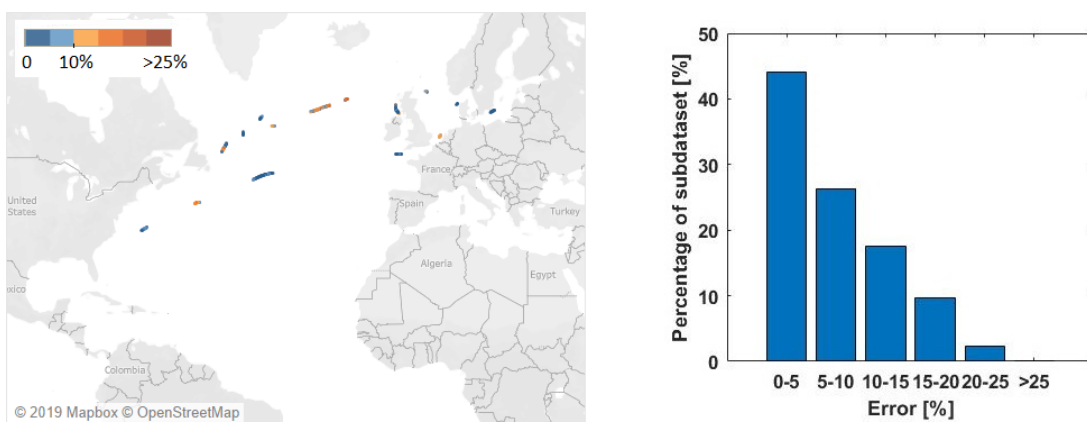 0 10% >25%
United
States
xico
Colombia
France
Spain
Turkey
Algeria
Egypt
© 2019 Mapbox © OpenStreetMap
Percentage of subdataset [%]
50
40
30
20
10
0
0-5 5-10 10-15 15-20 20-25 >25
Error [%]